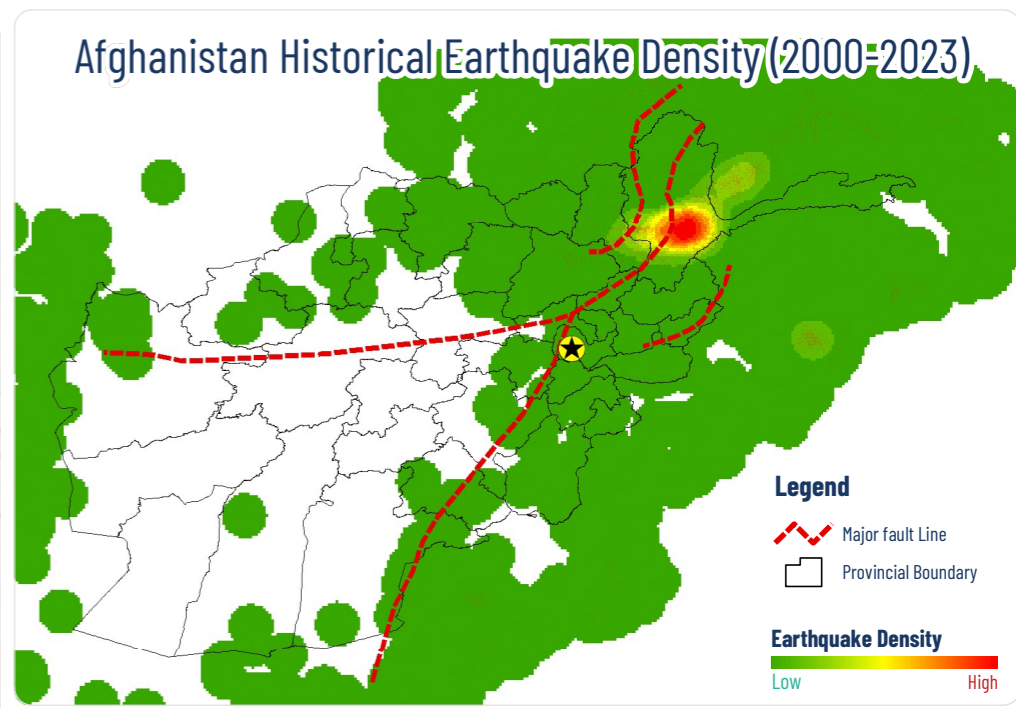 Afghanistan Historical Earthquake Density (2000=2023)
Legend
Major fault Line
Provincial Boundary
Earthquake Density
Low High